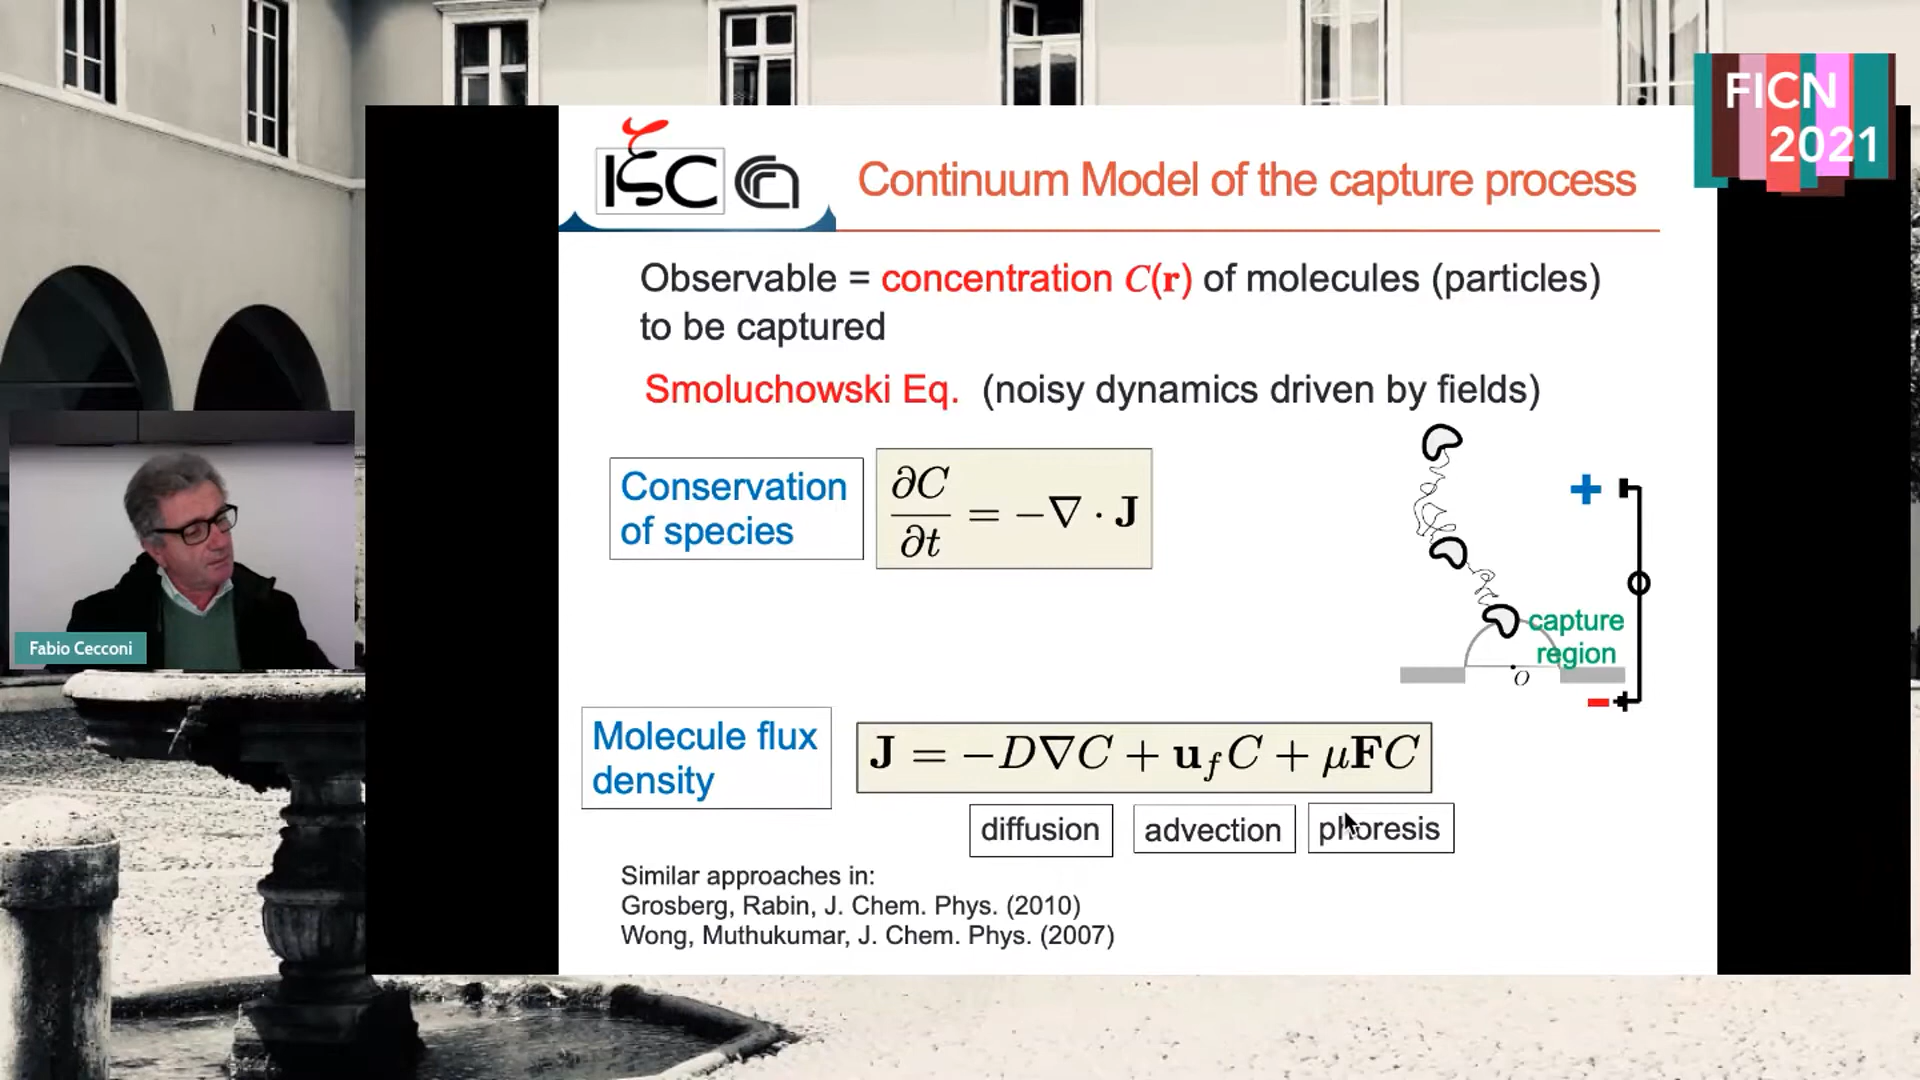 FICN
2021
ISC
Continuum Model of the capture process
Observable = concentration C(r) of molecules (particles)
to be captured
Smoluchowski Eq. (noisy dynamics driven by fields)
Conservation
of species
∂C/∂t = −∇ · J
+
capture
region
O
−
+
Fabio Cecconi
Molecule flux
density
J = −D∇C + u_f C + μFC
diffusion
advection
phoresis
Similar approaches in:
Grosberg, Rabin, J. Chem. Phys. (2010)
Wong, Muthukumar, J. Chem. Phys. (2007)